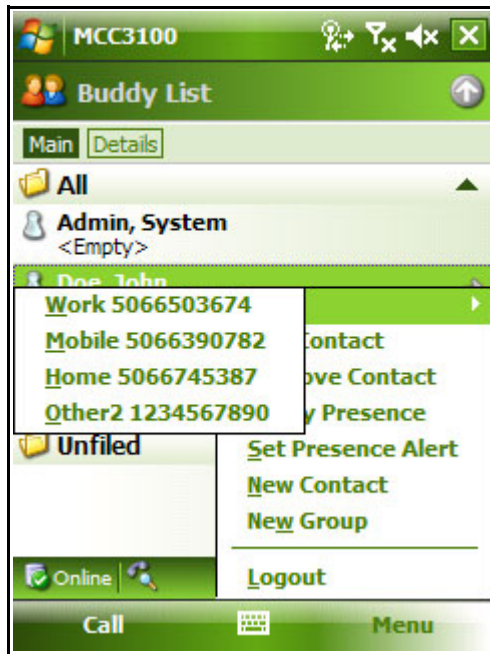 MCC3100
Buddy List
Main Details
All
Admin, System
<Empty>
Doe, John
Work 5066503674
Mobile 5066390782
Home 5066745387
Other2 1234567890
Contact
Contact
Presence
Unfiled
Set Presence Alert
New Contact
New Group
Online
Logout
Call
Menu